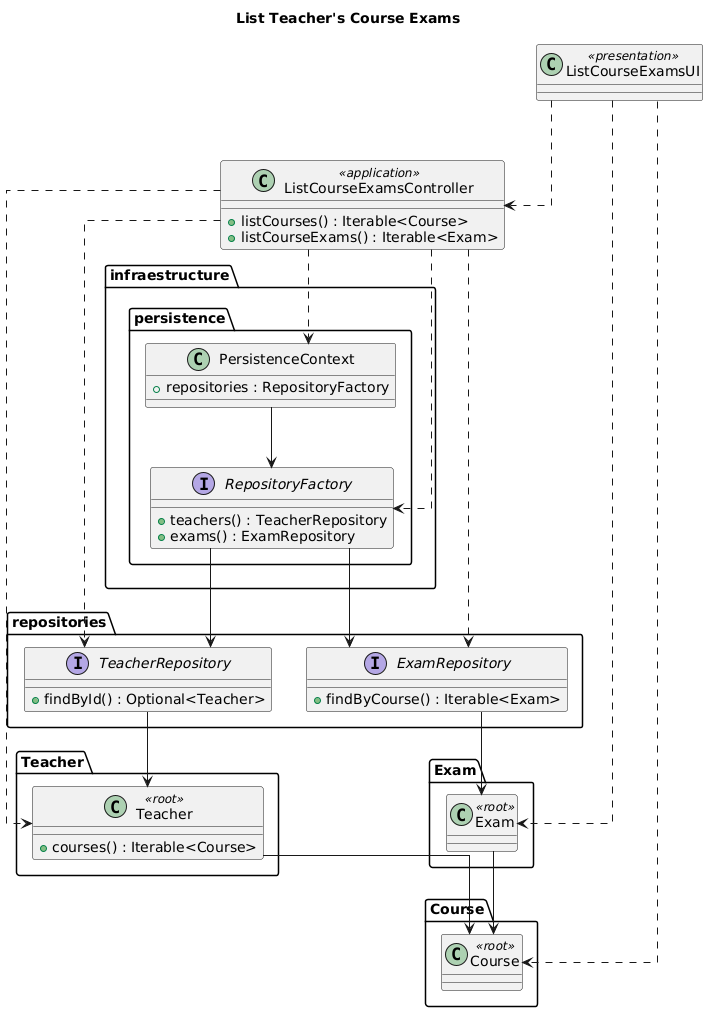 List Teacher's Course Exams
C «presentation»
ListCourseExamsUI
C «application»
ListCourseExamsController
listCourses() : Iterable<Course>
listCourseExams() : Iterable<Exam>
infraestructure
persistence
C PersistenceContext
repositories : RepositoryFactory
I RepositoryFactory
teachers() : TeacherRepository
exams() : ExamRepository
repositories
I TeacherRepository
findById() : Optional<Teacher>
I ExamRepository
findByCourse() : Iterable<Exam>
Teacher
C «root»
Teacher
courses() : Iterable<Course>
Exam
C «root»
Exam
Course
C «root»
Course